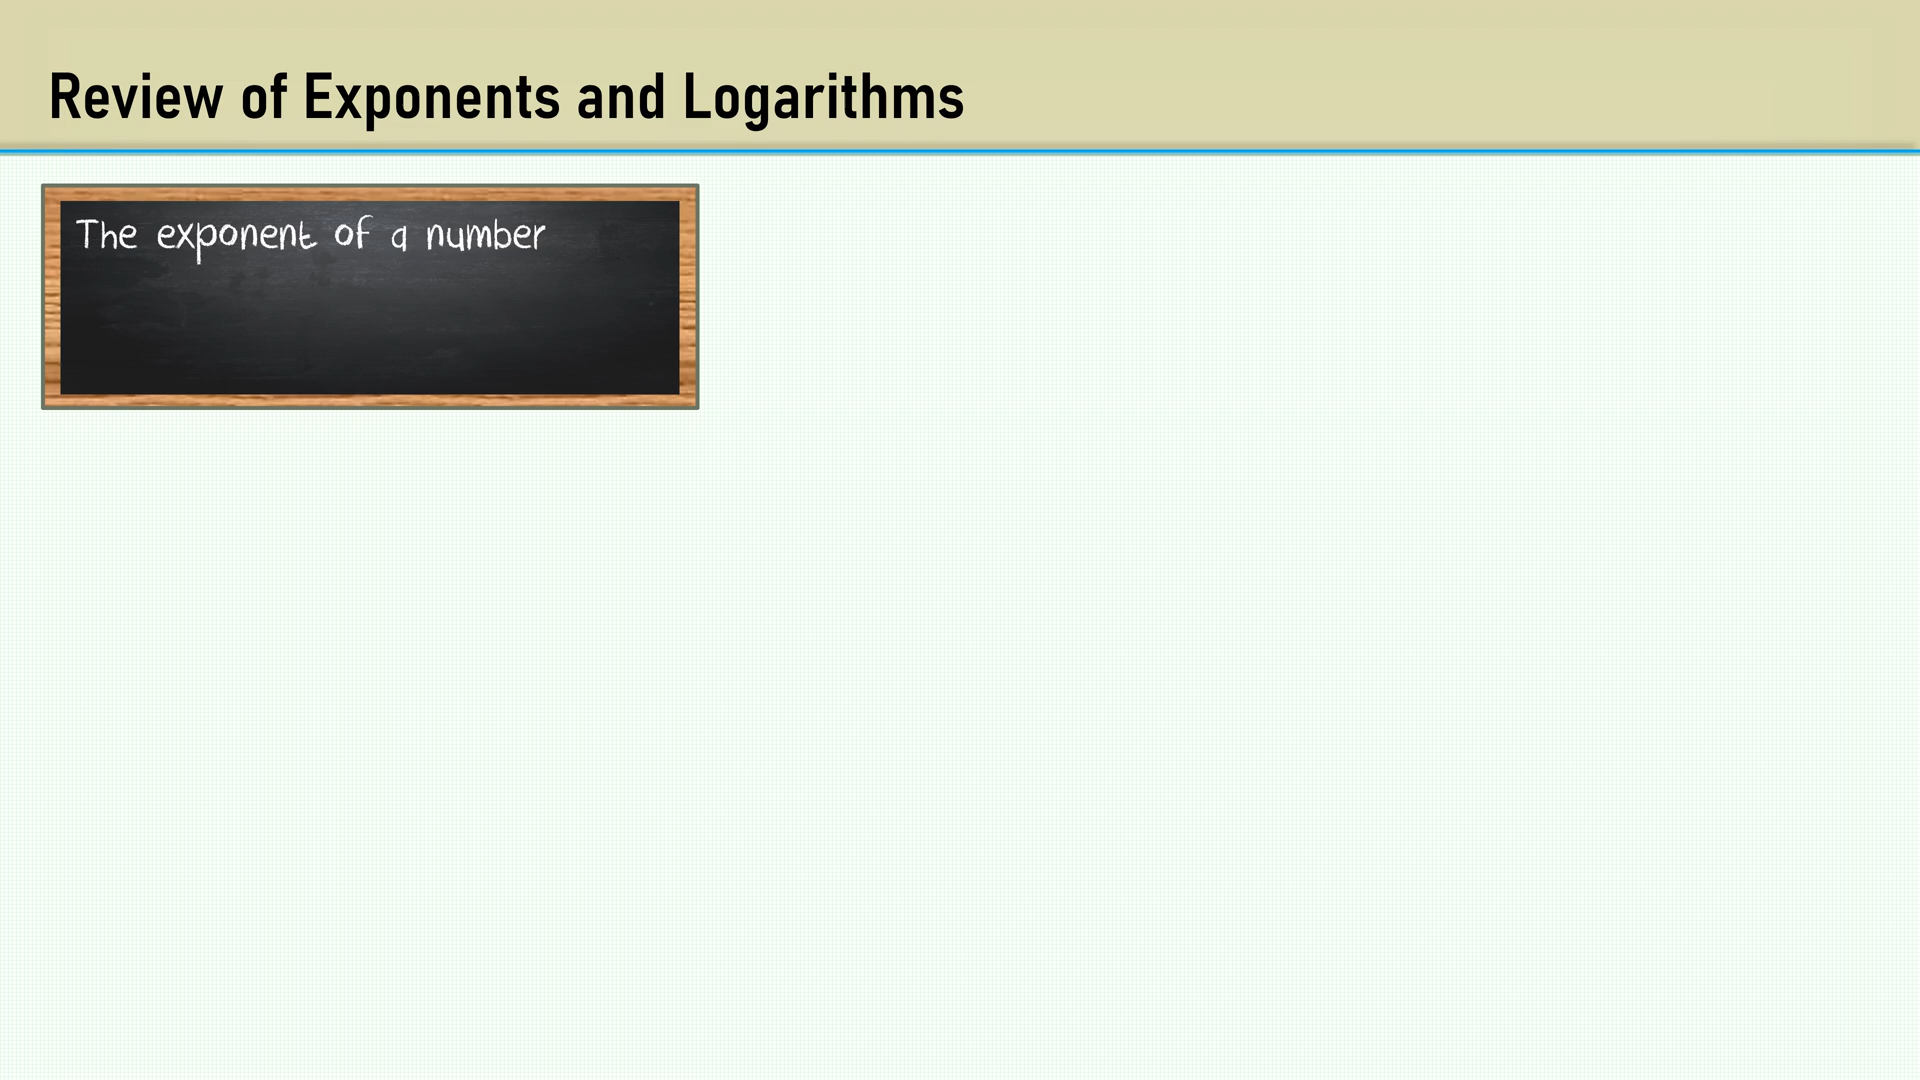 Review of Exponents and Logarithms
The exponent of a number